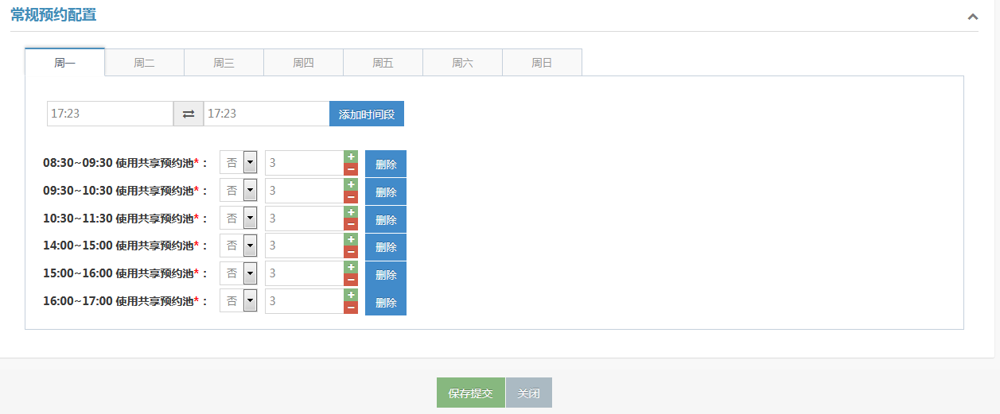 常规预约配置
周一 周二 周三 周四 周五 周六 周日
17:23 17:23 添加时间段
08:30~09:30 使用共享预约池*： 否 3 删除
09:30~10:30 使用共享预约池*： 否 3 删除
10:30~11:30 使用共享预约池*： 否 3 删除
14:00~15:00 使用共享预约池*： 否 3 删除
15:00~16:00 使用共享预约池*： 否 3 删除
16:00~17:00 使用共享预约池*： 否 3 删除
保存提交 关闭